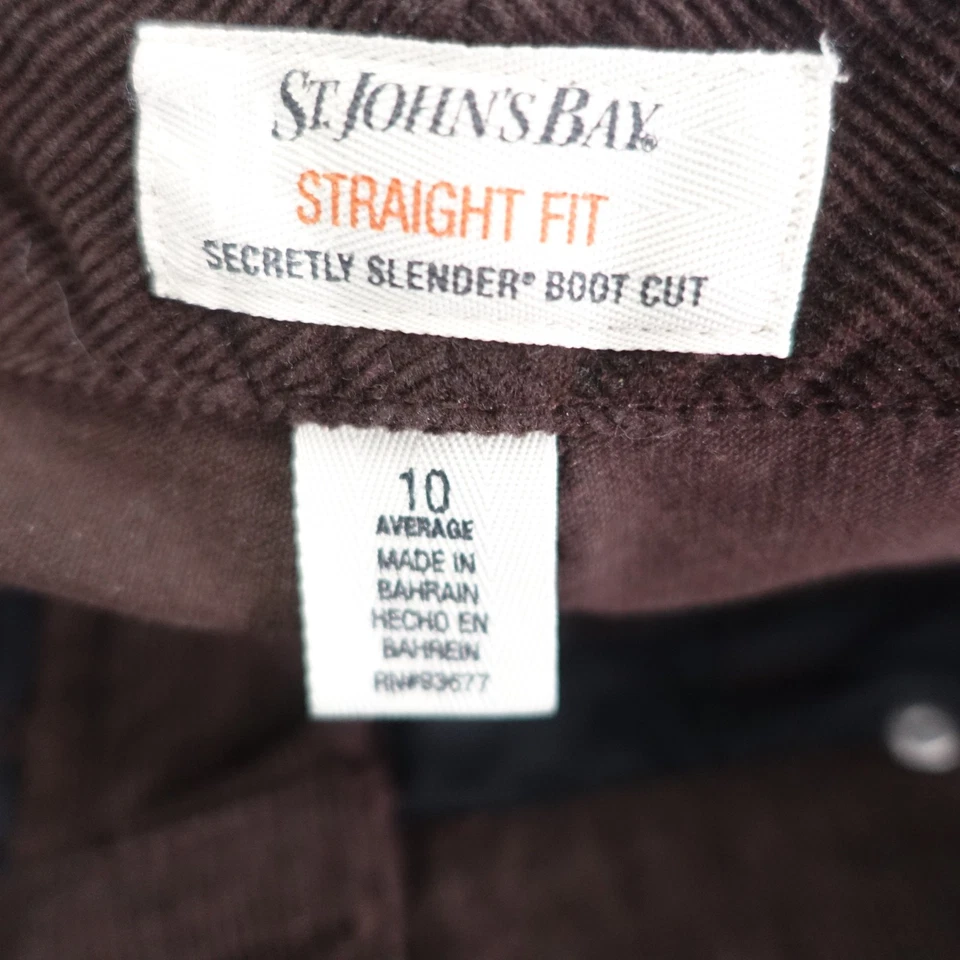 ST. JOHN'S BAY®
STRAIGHT FIT
SECRETLY SLENDER® BOOT CUT
10
AVERAGE
MADE IN
BAHRAIN
HECHO EN
BAHREIN
RN#93677